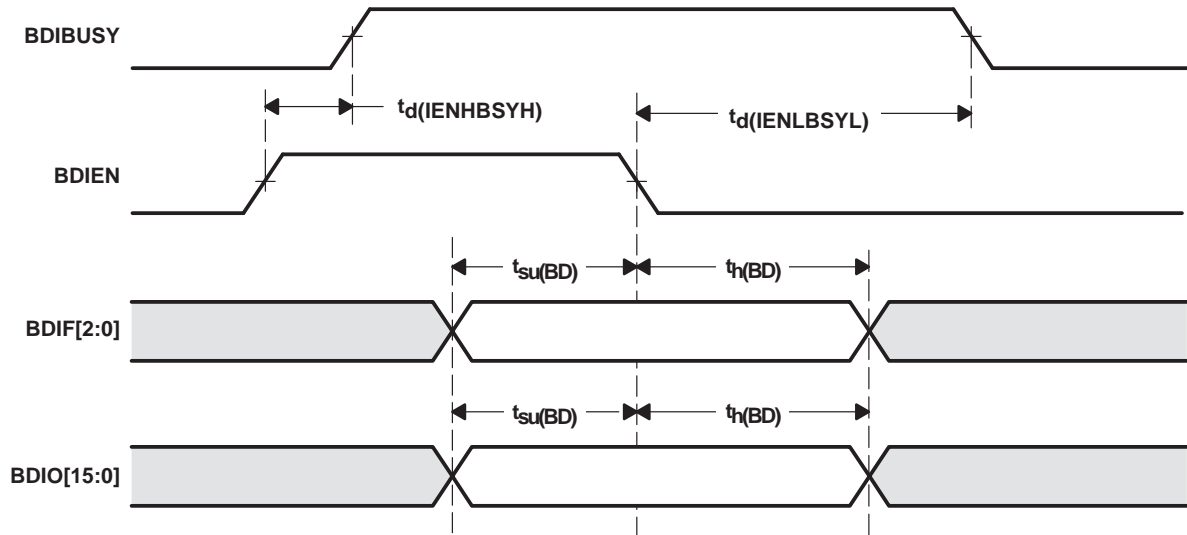 BDIBUSY
td(IENHBSYH)
td(IENLBSYL)
BDIEN
tsu(BD) th(BD)
BDIF[2:0]
tsu(BD) th(BD)
BDIO[15:0]